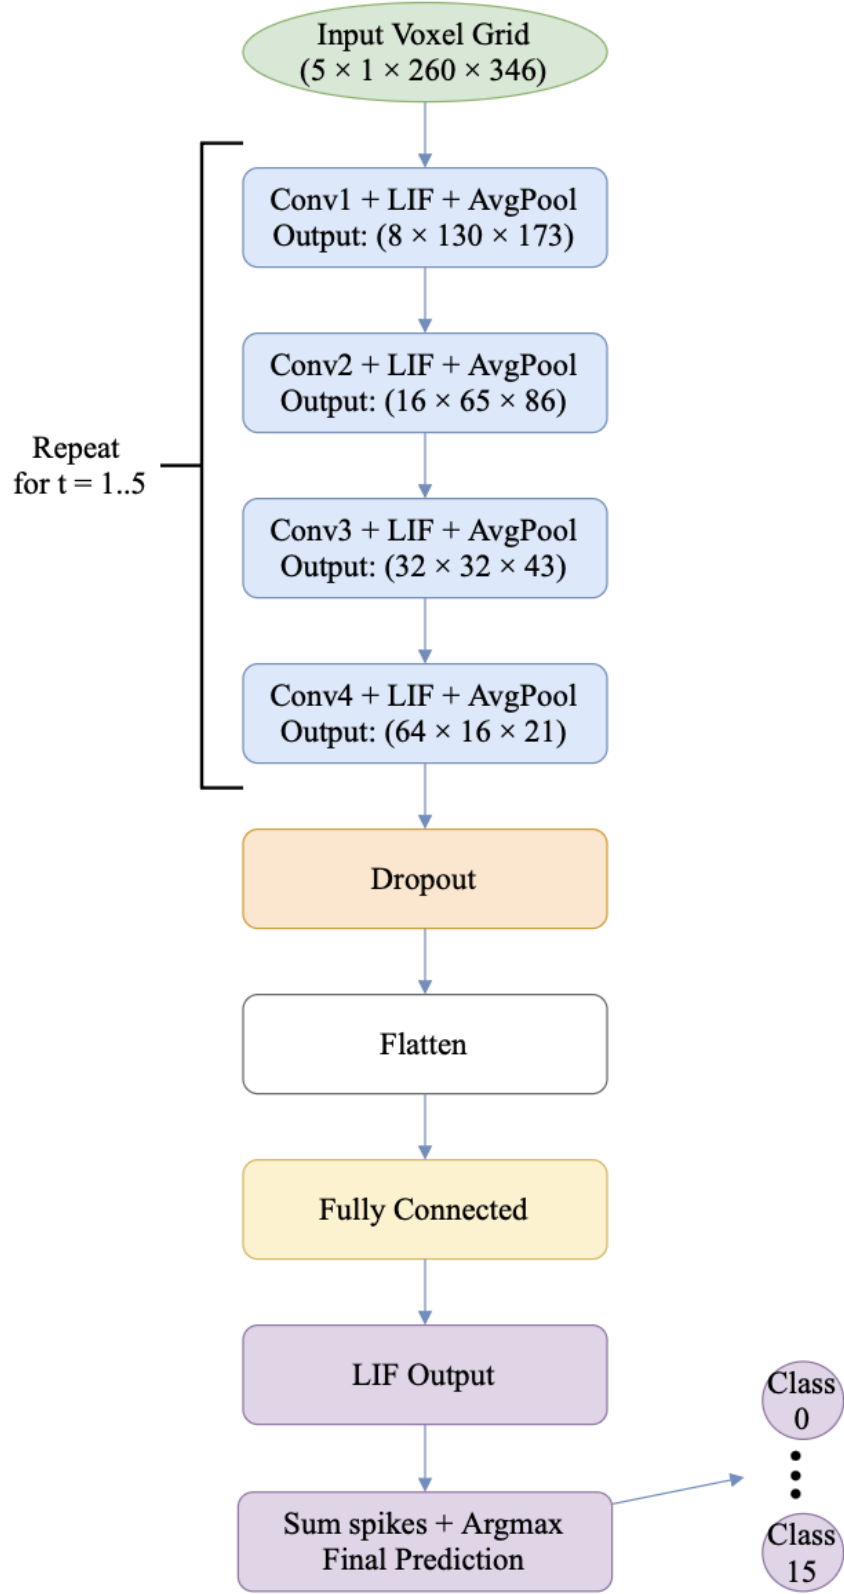 Input Voxel Grid
(5 × 1 × 260 × 346)
Conv1 + LIF + AvgPool
Output: (8 × 130 × 173)
Conv2 + LIF + AvgPool
Output: (16 × 65 × 86)
Repeat
for t = 1..5
Conv3 + LIF + AvgPool
Output: (32 × 32 × 43)
Conv4 + LIF + AvgPool
Output: (64 × 16 × 21)
Dropout
Flatten
Fully Connected
LIF Output
Sum spikes + Argmax
Final Prediction
Class
0
Class
15